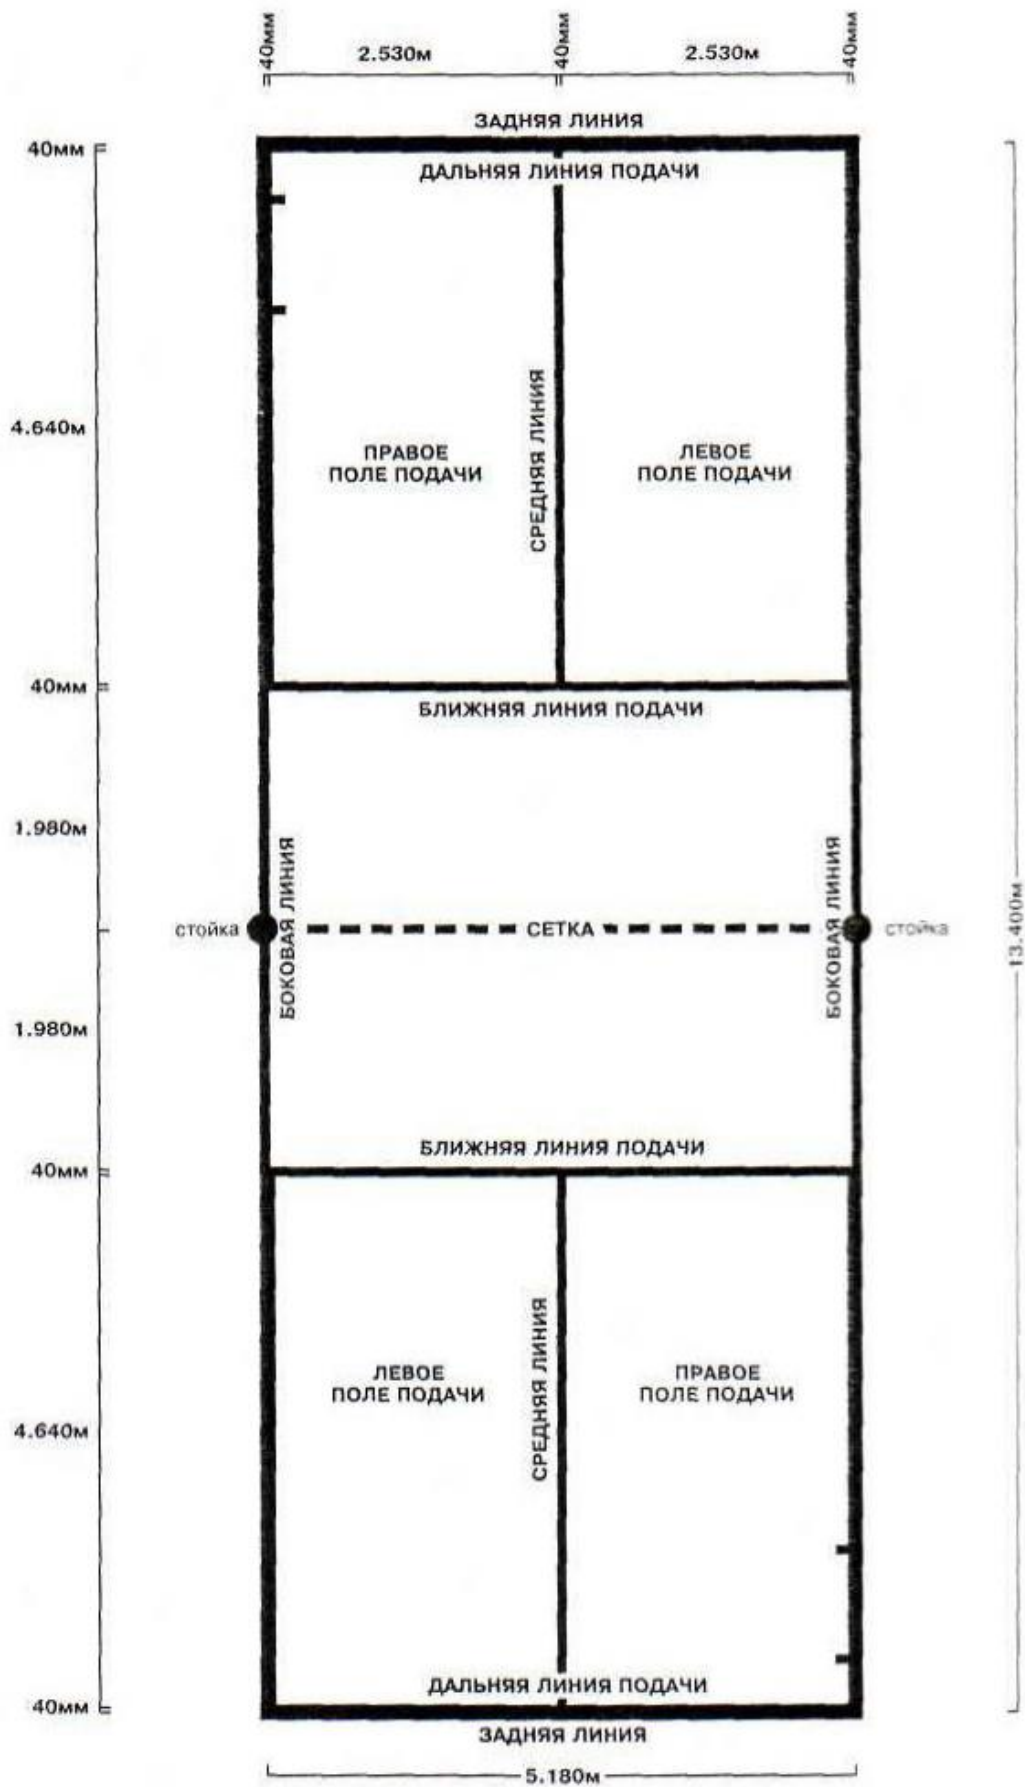 40мм
2.530м
40мм
2.530м
40мм
ЗАДНЯЯ ЛИНИЯ
40мм
ДАЛЬНЯЯ ЛИНИЯ ПОДАЧИ
4.640м
СРЕДНЯЯ ЛИНИЯ
ПРАВОЕ
ПОЛЕ ПОДАЧИ
ЛЕВОЕ
ПОЛЕ ПОДАЧИ
40мм
БЛИЖНЯЯ ЛИНИЯ ПОДАЧИ
1.980м
БОКОВАЯ ЛИНИЯ
БОКОВАЯ ЛИНИЯ
стойка
СЕТКА
стойка
13.400м
1.980м
БЛИЖНЯЯ ЛИНИЯ ПОДАЧИ
40мм
СРЕДНЯЯ ЛИНИЯ
ЛЕВОЕ
ПОЛЕ ПОДАЧИ
ПРАВОЕ
ПОЛЕ ПОДАЧИ
4.640м
ДАЛЬНЯЯ ЛИНИЯ ПОДАЧИ
40мм
ЗАДНЯЯ ЛИНИЯ
5.180м